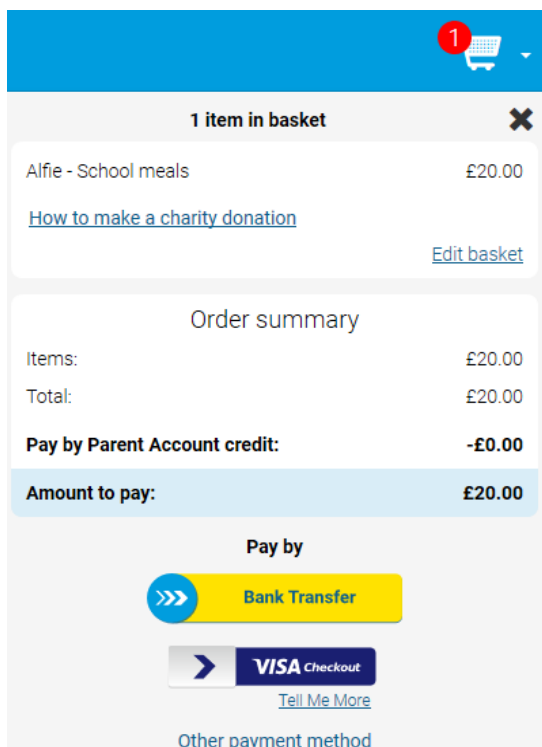 1
1 item in basket
Alfie - School meals £20.00
How to make a charity donation
Edit basket
Order summary
Items: £20.00
Total: £20.00
Pay by Parent Account credit: -£0.00
Amount to pay: £20.00
Pay by
Bank Transfer
VISA Checkout
Tell Me More
Other payment method